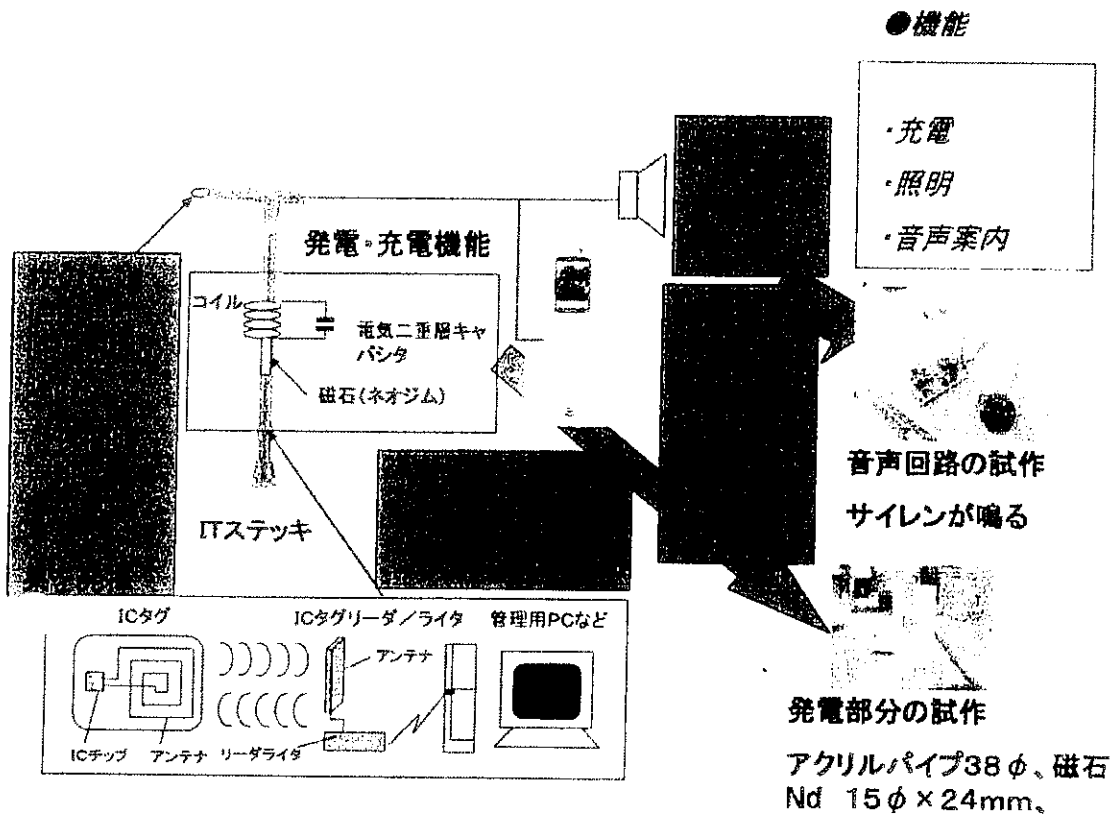 ●機能
・充電
・照明
・音声案内
発電・充電機能
コイル
電気二重層キャ
パシタ
磁石(ネオジム)
ITステッキ
音声回路の試作
サイレンが鳴る
ICタグ
ICタグリーダ/ライタ
管理用PCなど
アンテナ
ICチップ
アンテナ
リーダライタ
発電部分の試作
アクリルパイプ38φ、磁石
Nd 15φ×24mm、